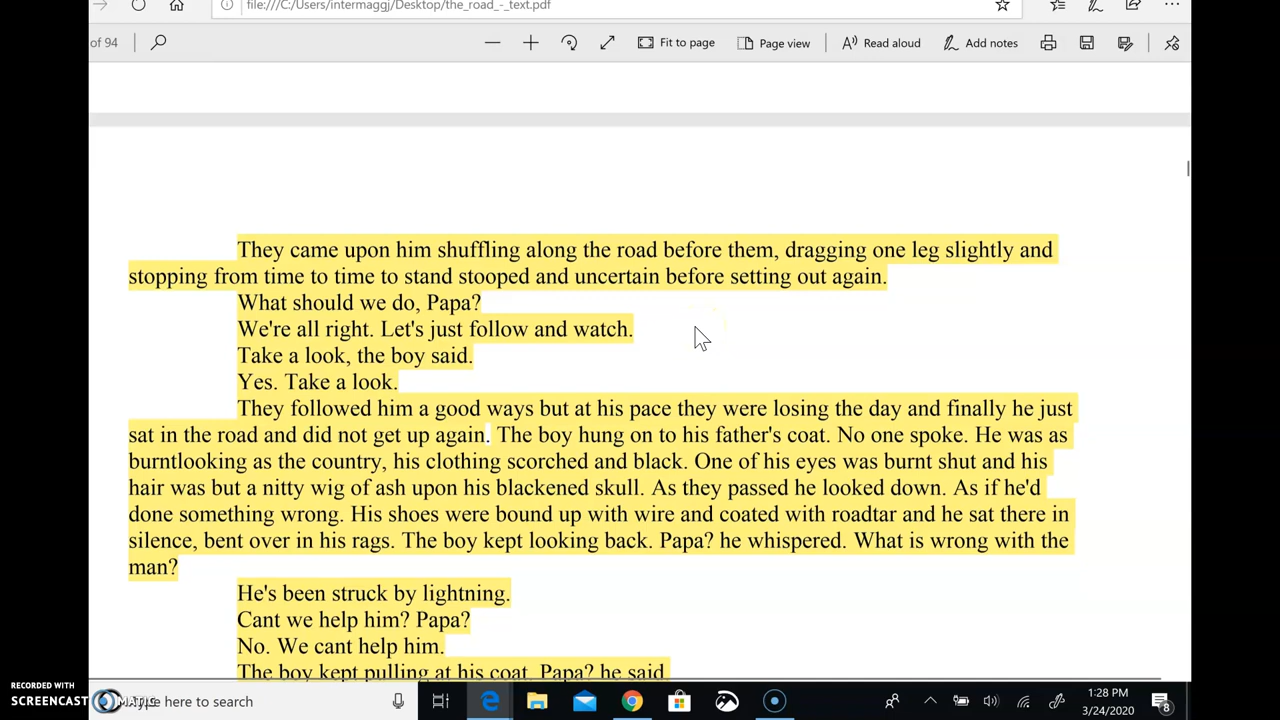 file:///C:/Users/intermaggj/Desktop/the_road_-_text.pdf
of 94 Fit to page Page view Read aloud Add notes
They came upon him shuffling along the road before them, dragging one leg slightly and
stopping from time to time to stand stooped and uncertain before setting out again.
What should we do, Papa?
We're all right. Let's just follow and watch.
Take a look, the boy said.
Yes. Take a look.
They followed him a good ways but at his pace they were losing the day and finally he just
sat in the road and did not get up again. The boy hung on to his father's coat. No one spoke. He was as
burntlooking as the country, his clothing scorched and black. One of his eyes was burnt shut and his
hair was but a nitty wig of ash upon his blackened skull. As they passed he looked down. As if he'd
done something wrong. His shoes were bound up with wire and coated with roadtar and he sat there in
silence, bent over in his rags. The boy kept looking back. Papa? he whispered. What is wrong with the
man?
He's been struck by lightning.
Cant we help him? Papa?
No. We cant help him.
The boy kept pulling at his coat. Papa? he said.
RECORDED WITH
SCREENCAST MATIC
Type here to search
1:28 PM
3/24/2020
8